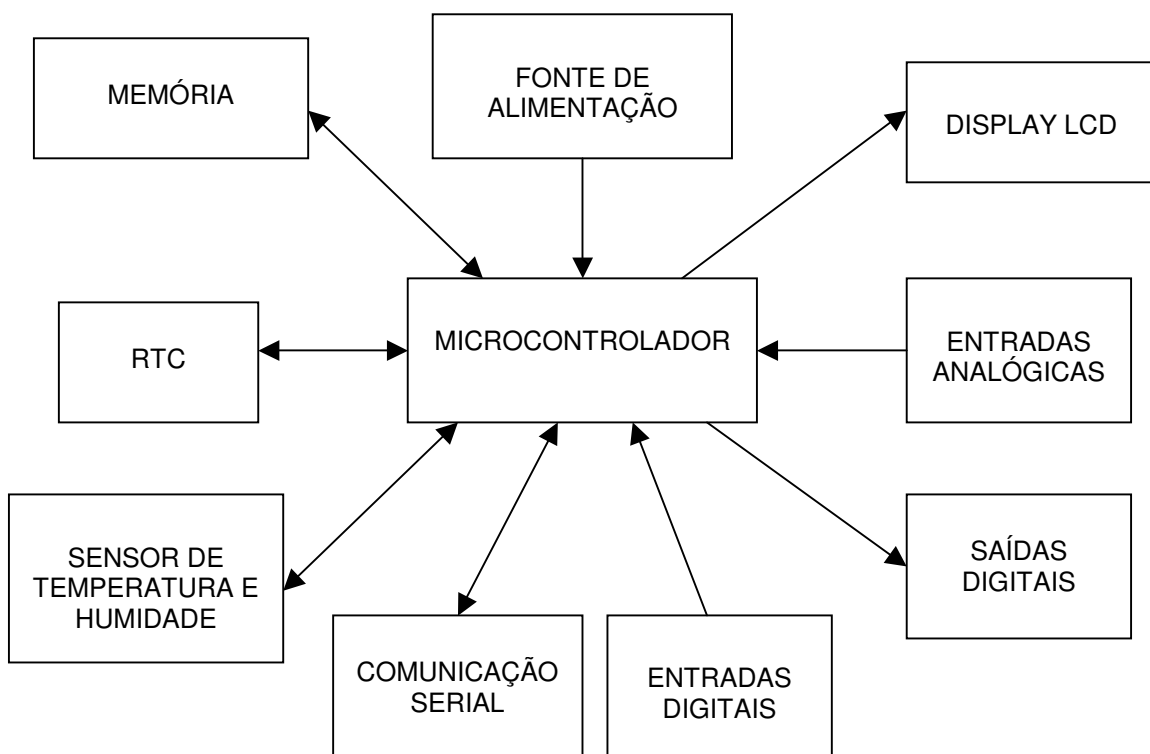 MEMÓRIA
FONTE DE
ALIMENTAÇÃO
DISPLAY LCD
RTC
MICROCONTROLADOR
ENTRADAS
ANALÓGICAS
SENSOR DE
TEMPERATURA E
HUMIDADE
COMUNICAÇÃO
SERIAL
ENTRADAS
DIGITAIS
SAÍDAS
DIGITAIS